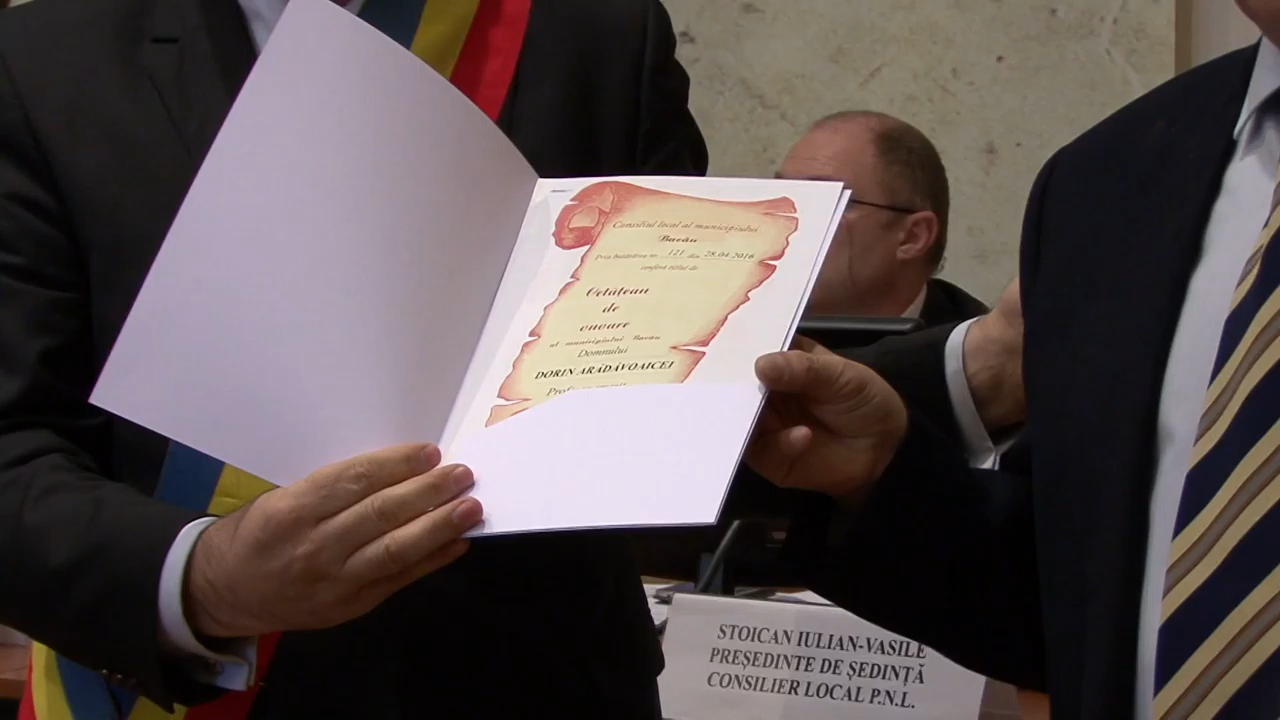 Consiliul local al municipiului
Bacău
Prin hotărârea nr. 121 din 28.04.2016
conferă titlul de
Cetăţean
de
onoare
al municipiului Bacău
Domnului
DORIN ARĂDĂVOAICEI
STOICAN IULIAN-VASILE
PREŞEDINTE DE ŞEDINŢĂ
CONSILIER LOCAL P.N.L.